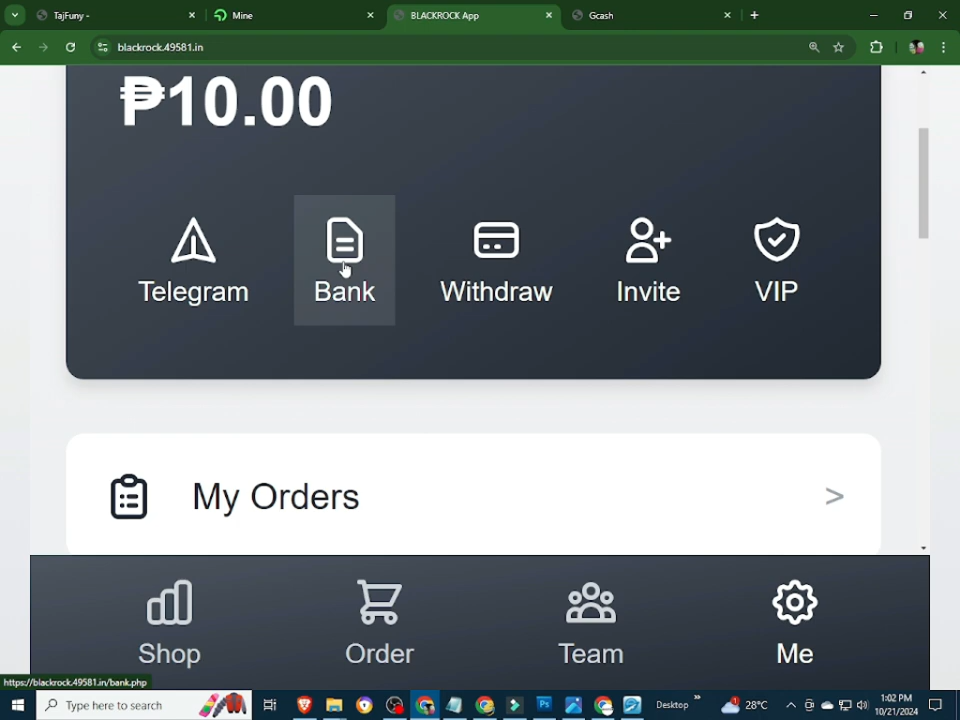 TajFuny -
Mine
BLACKROCK App
Gcash
blackrock.49581.in
₱10.00
Telegram
Bank
Withdraw
Invite
VIP
My Orders
>
Shop
Order
Team
Me
https://blackrock.49581.in/bank.php
Type here to search
Desktop
28°C
1:02 PM
10/21/2024